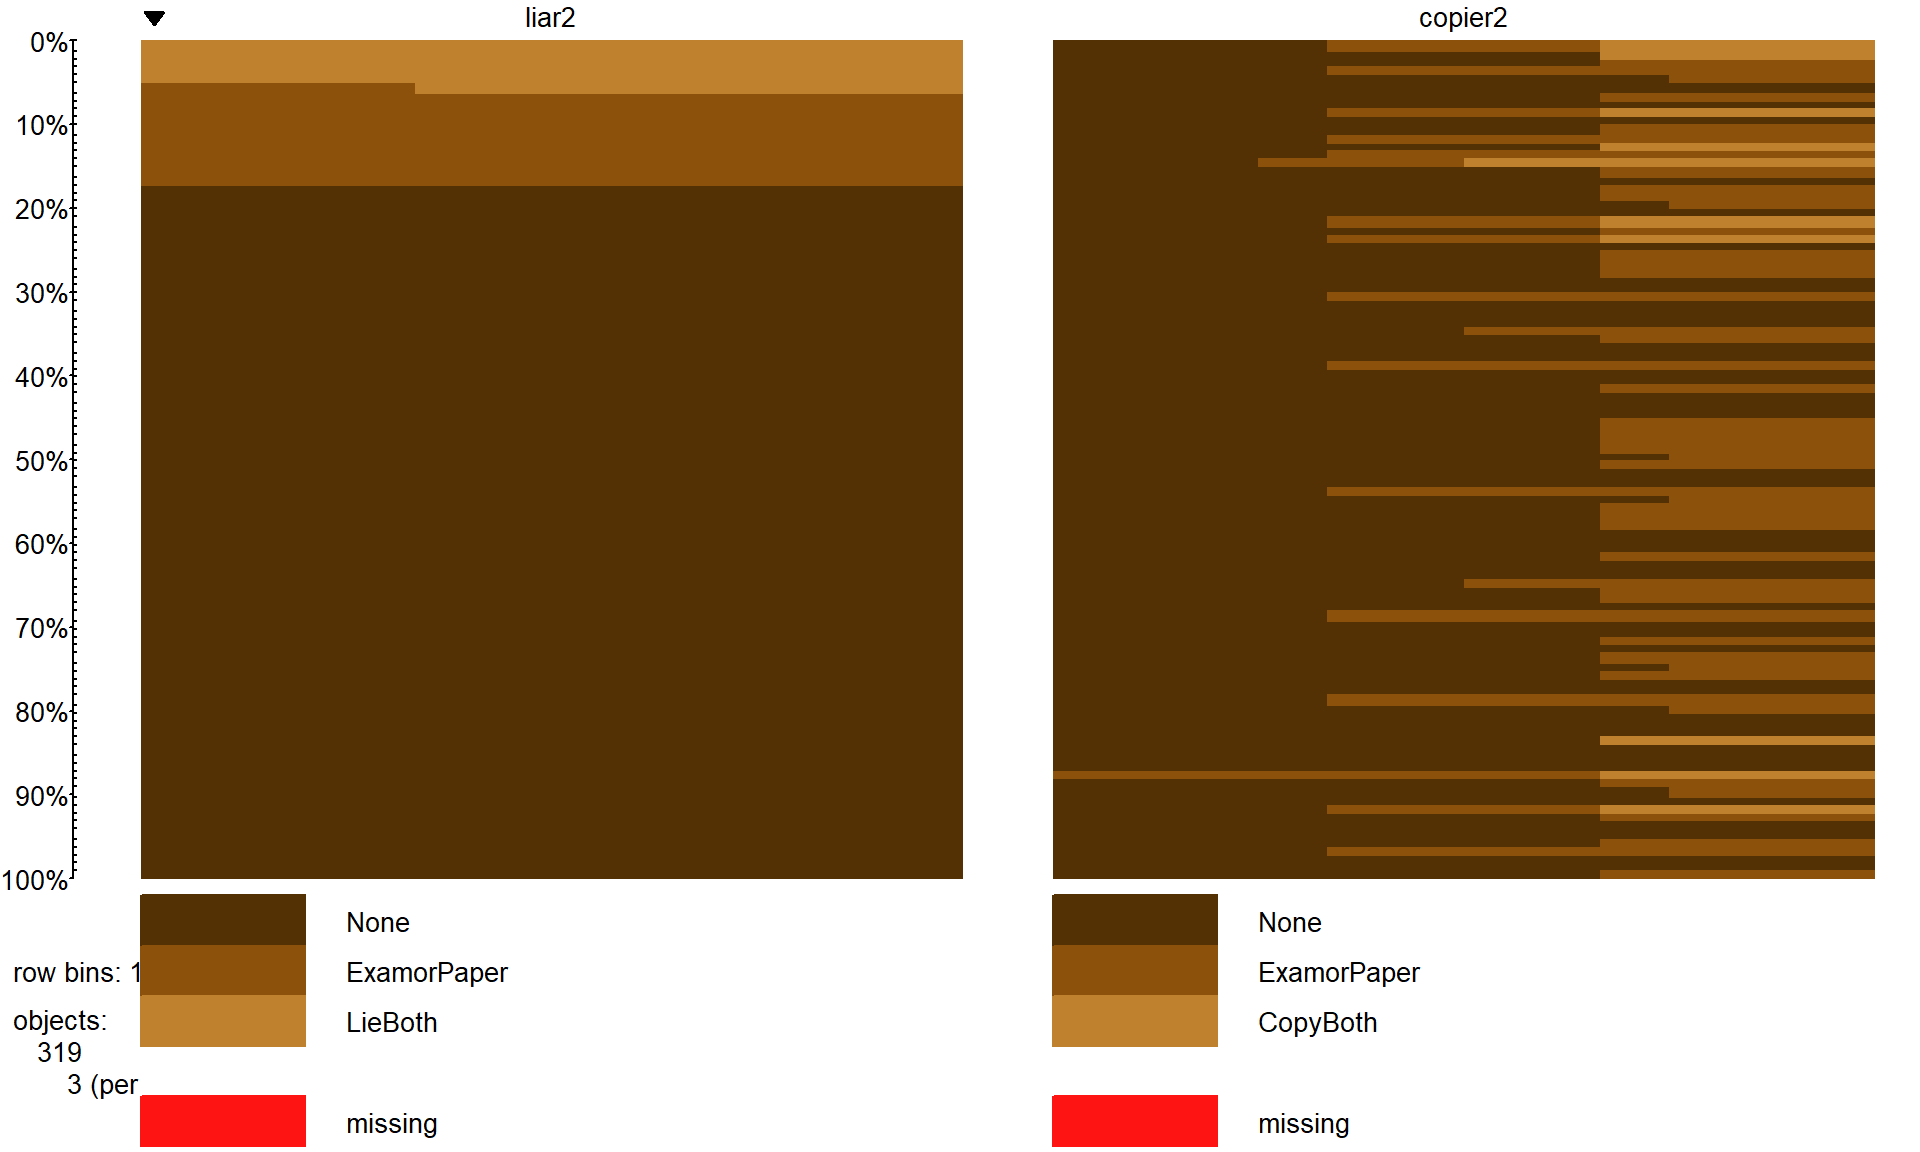 liar2
copier2
0%
10%
20%
30%
40%
50%
60%
70%
80%
90%
100%
None
None
row bins: 1
ExamorPaper
ExamorPaper
objects:
LieBoth
CopyBoth
319
3 (per
missing
missing